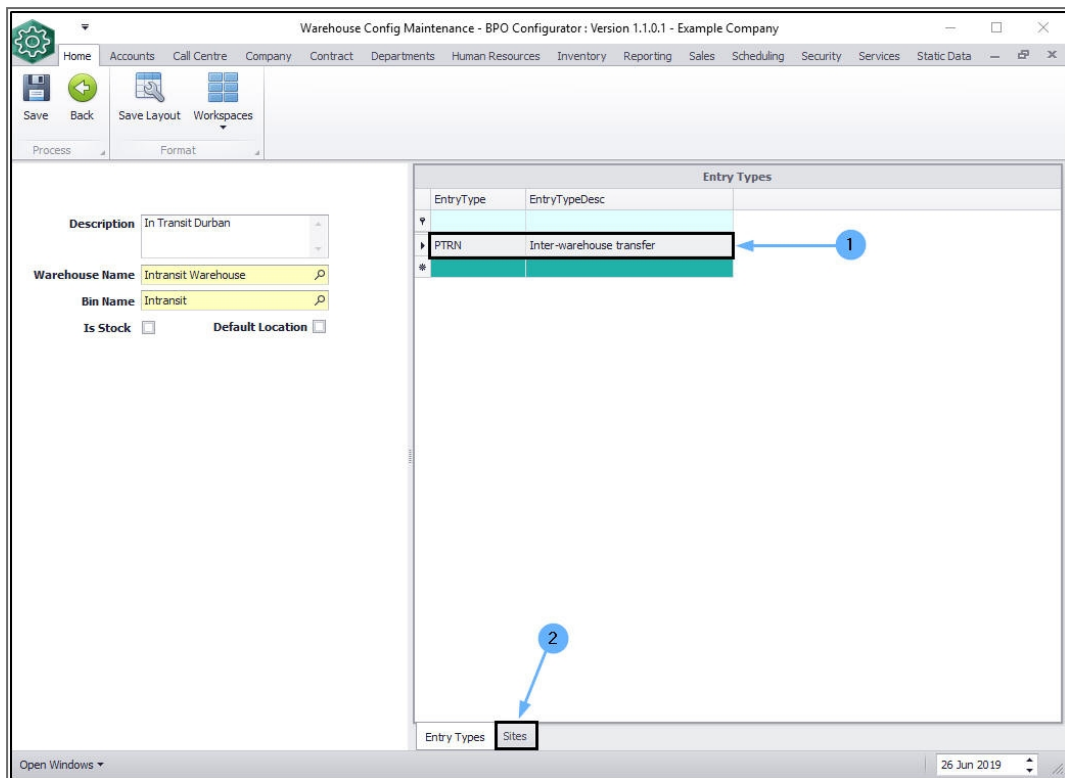 Warehouse Config Maintenance - BPO Configurator : Version 1.1.0.1 - Example Company
Home Accounts Call Centre Company Contract Departments Human Resources Inventory Reporting Sales Scheduling Security Services Static Data
Save Back Save Layout Workspaces
Process Format
Entry Types
EntryType EntryTypeDesc
Description In Transit Durban
PTRN Inter-warehouse transfer 1
Warehouse Name Intransit Warehouse
Bin Name Intransit
Is Stock Default Location
2
Entry Types Sites
Open Windows 26 Jun 2019